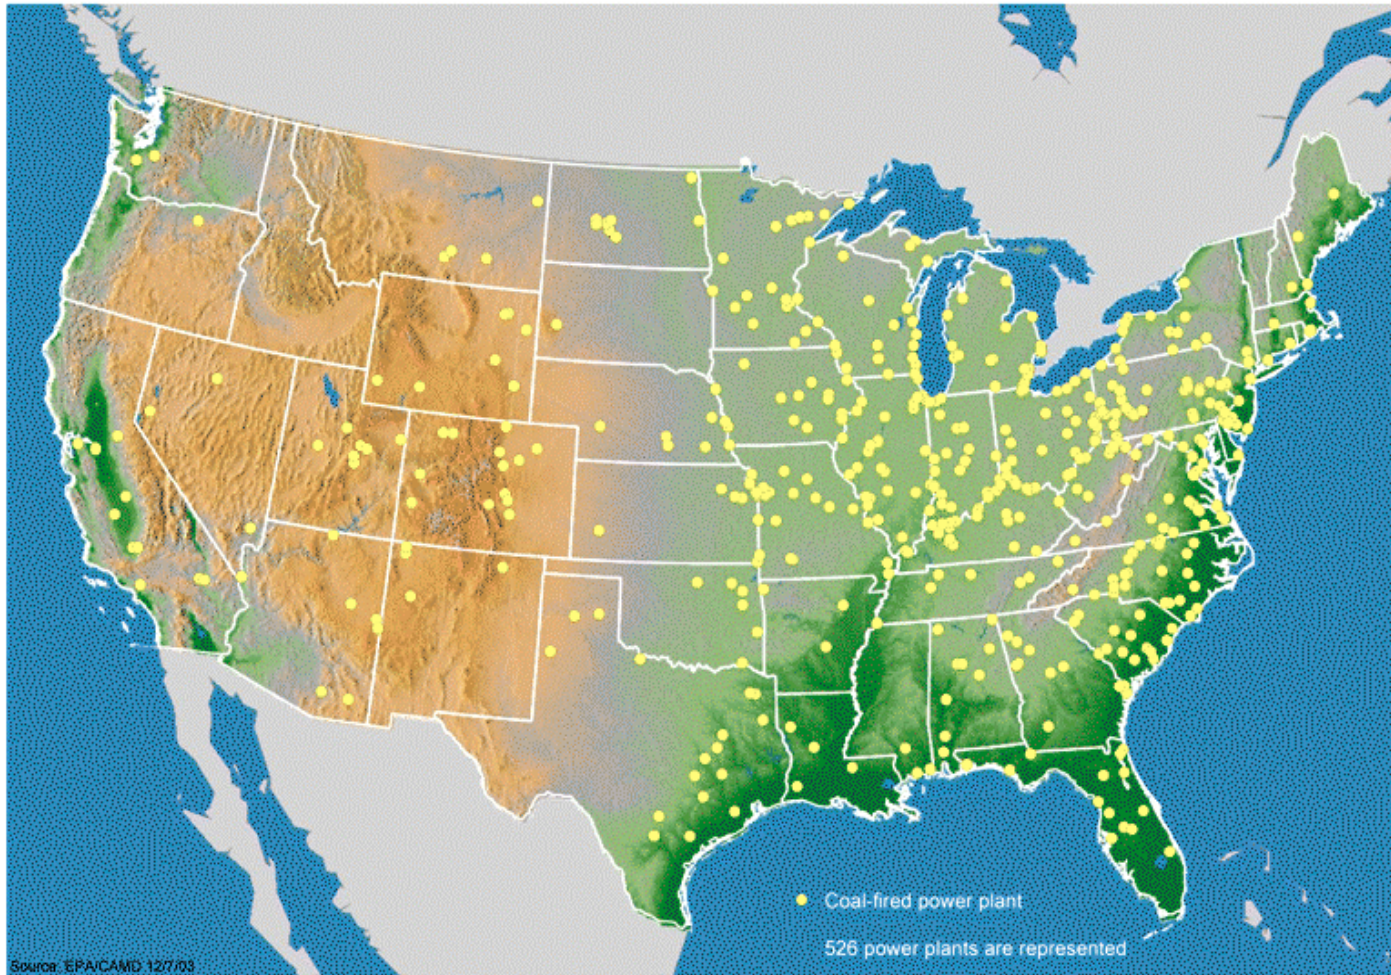 Coal-fired power plant
526 power plants are represented
Source: EPA/CAMD 12/7/03